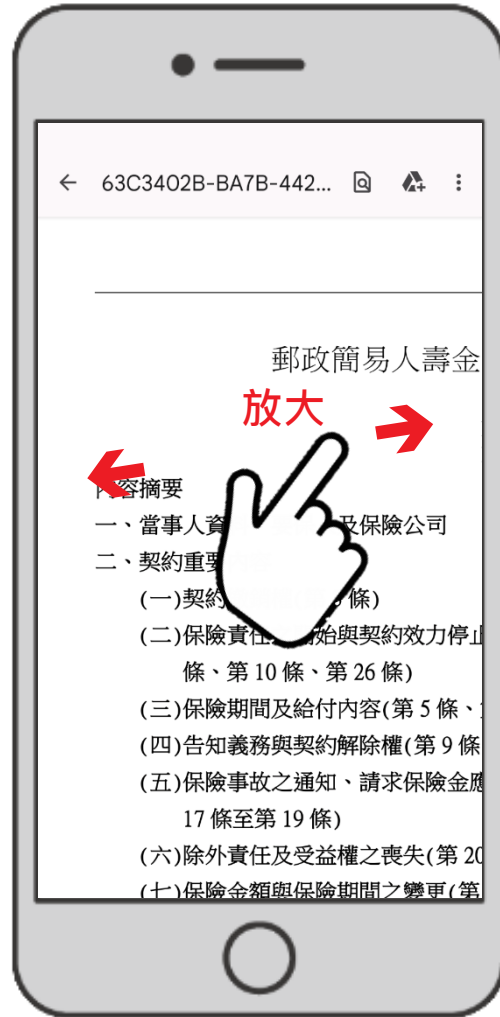 63C3402B-BA7B-442...
郵政簡易人壽金
放大
內容摘要
一、當事人資 及保險公司
二、契約重要
(一)契約 條)
(二)保險責任 始與契約效力停止
條、第 10 條、第 26 條)
(三)保險期間及給付內容(第 5 條、
(四)告知義務與契約解除權(第 9 條
(五)保險事故之通知、請求保險金應
17 條至第 19 條)
(六)除外責任及受益權之喪失(第 20
(七)保險金額與保險期間之變更(第